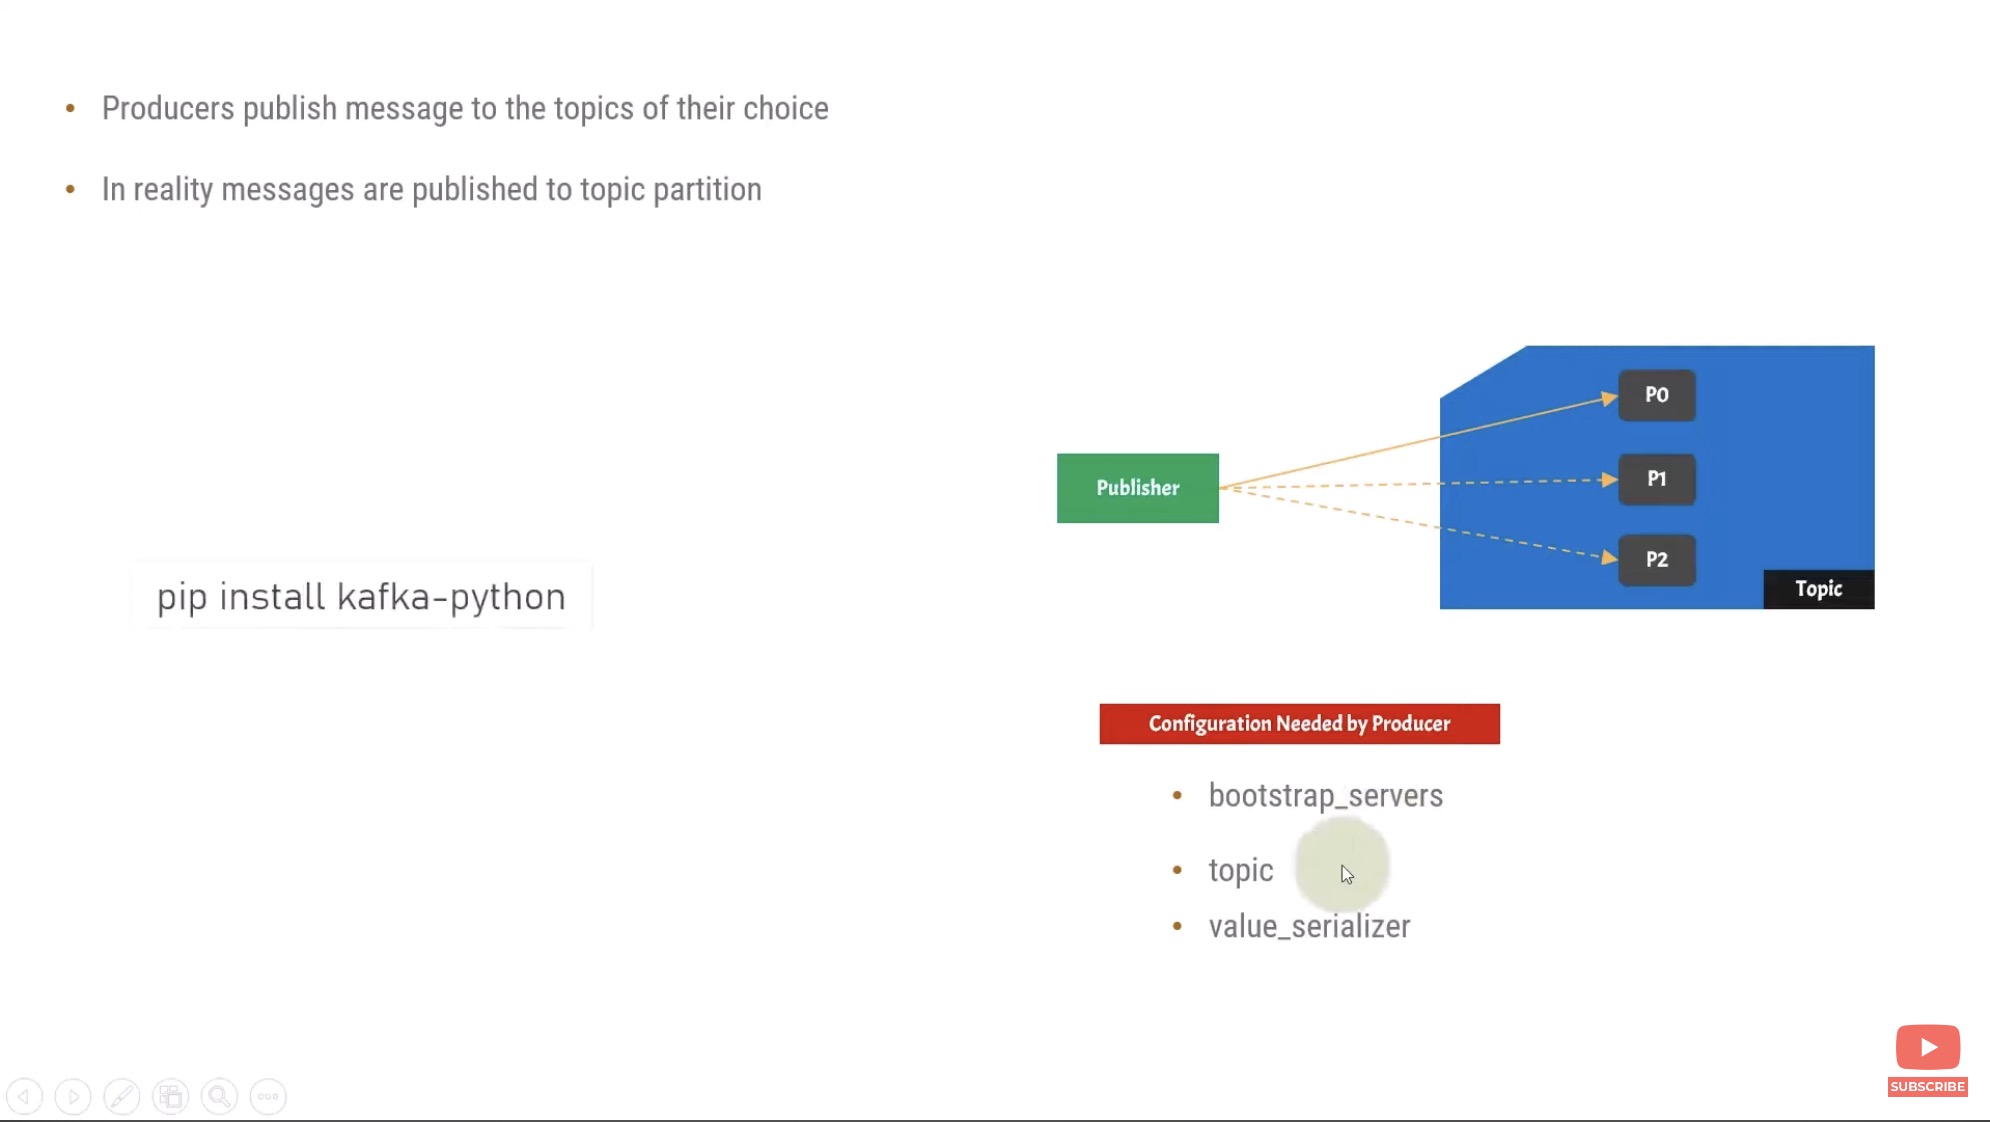 Producers publish message to the topics of their choice
In reality messages are published to topic partition
P0
P1
Publisher
P2
Topic
pip install kafka-python
Configuration Needed by Producer
bootstrap_servers
topic
value_serializer
SUBSCRIBE